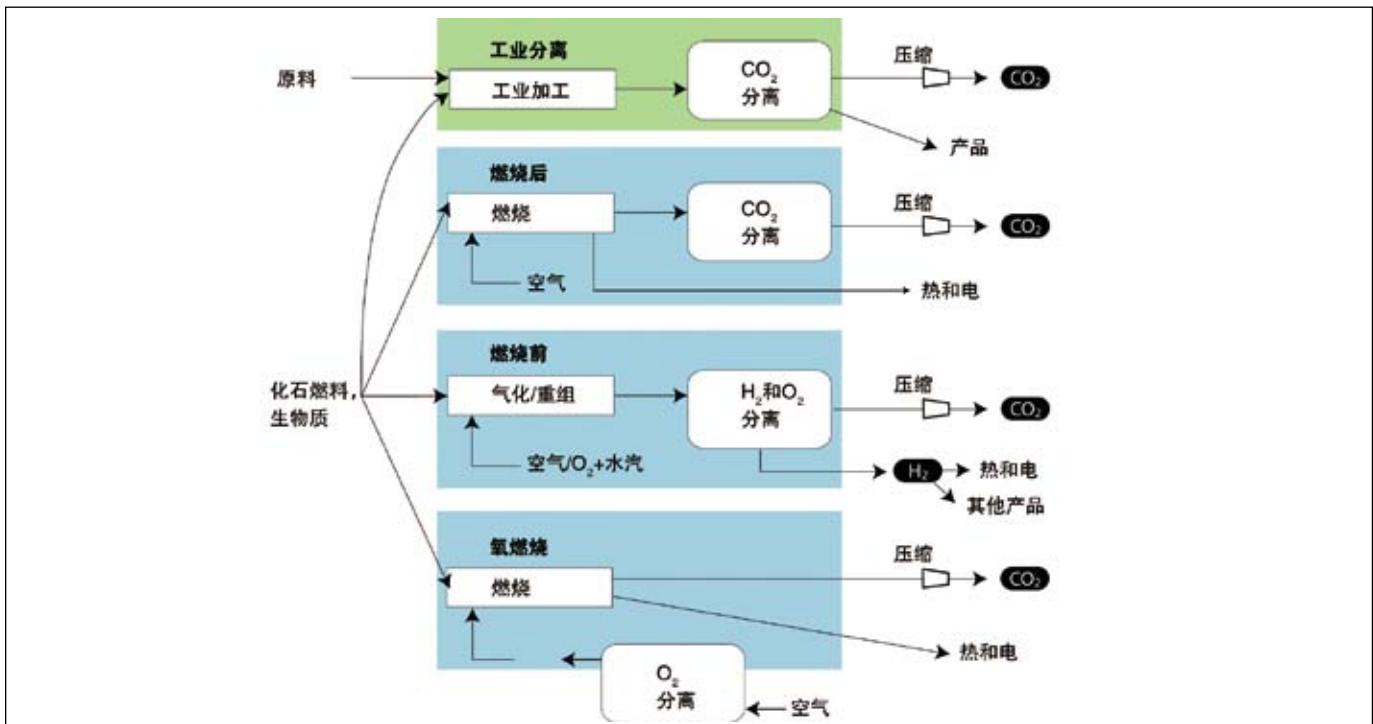 工业分离
原料
工业加工
CO₂
分离
压缩
CO₂
产品
燃烧后
燃烧
CO₂
分离
压缩
CO₂
空气
热和电
化石燃料,
生物质
燃烧前
气化/重组
H₂和O₂
分离
压缩
CO₂
空气/O₂+水汽
H₂
热和电
其他产品
氧燃烧
燃烧
压缩
CO₂
热和电
O₂
分离
空气